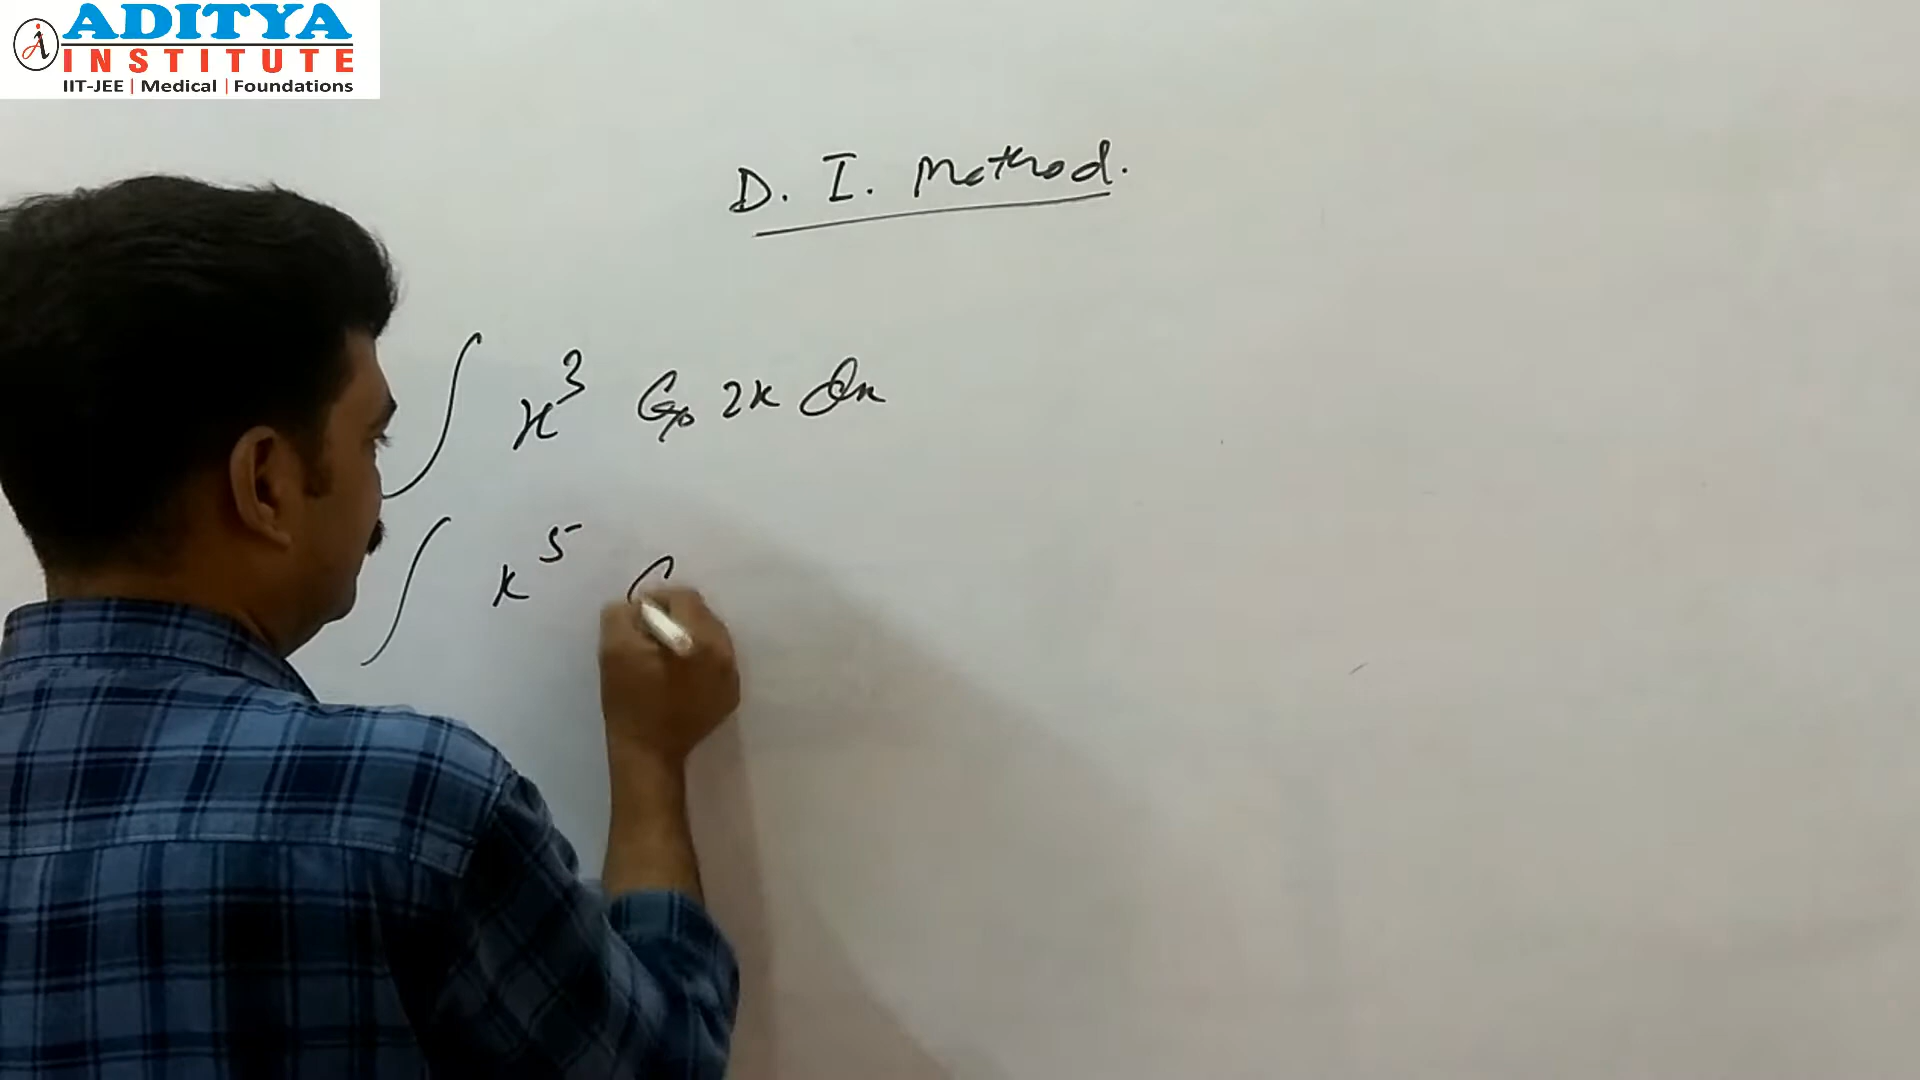 ADITYA
INSTITUTE
IIT-JEE | Medical | Foundations
D. I. Method.
∫ x³ Cos 2x dx
∫ x⁵ C